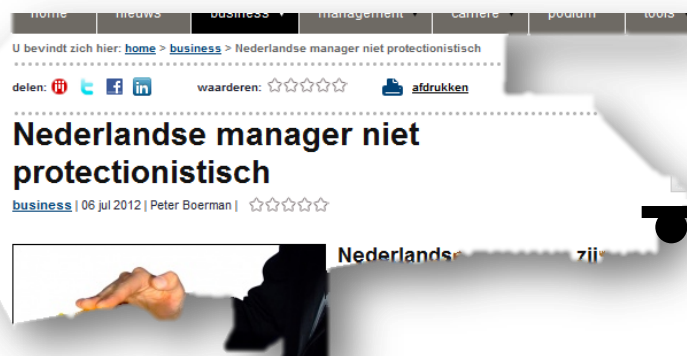 home nieuws business management carrière podium tools
U bevindt zich hier: home > business > Nederlandse manager niet protectionistisch
delen: waarderen: afdrukken
Nederlandse manager niet
protectionistisch
business | 06 jul 2012 | Peter Boerman |
zij